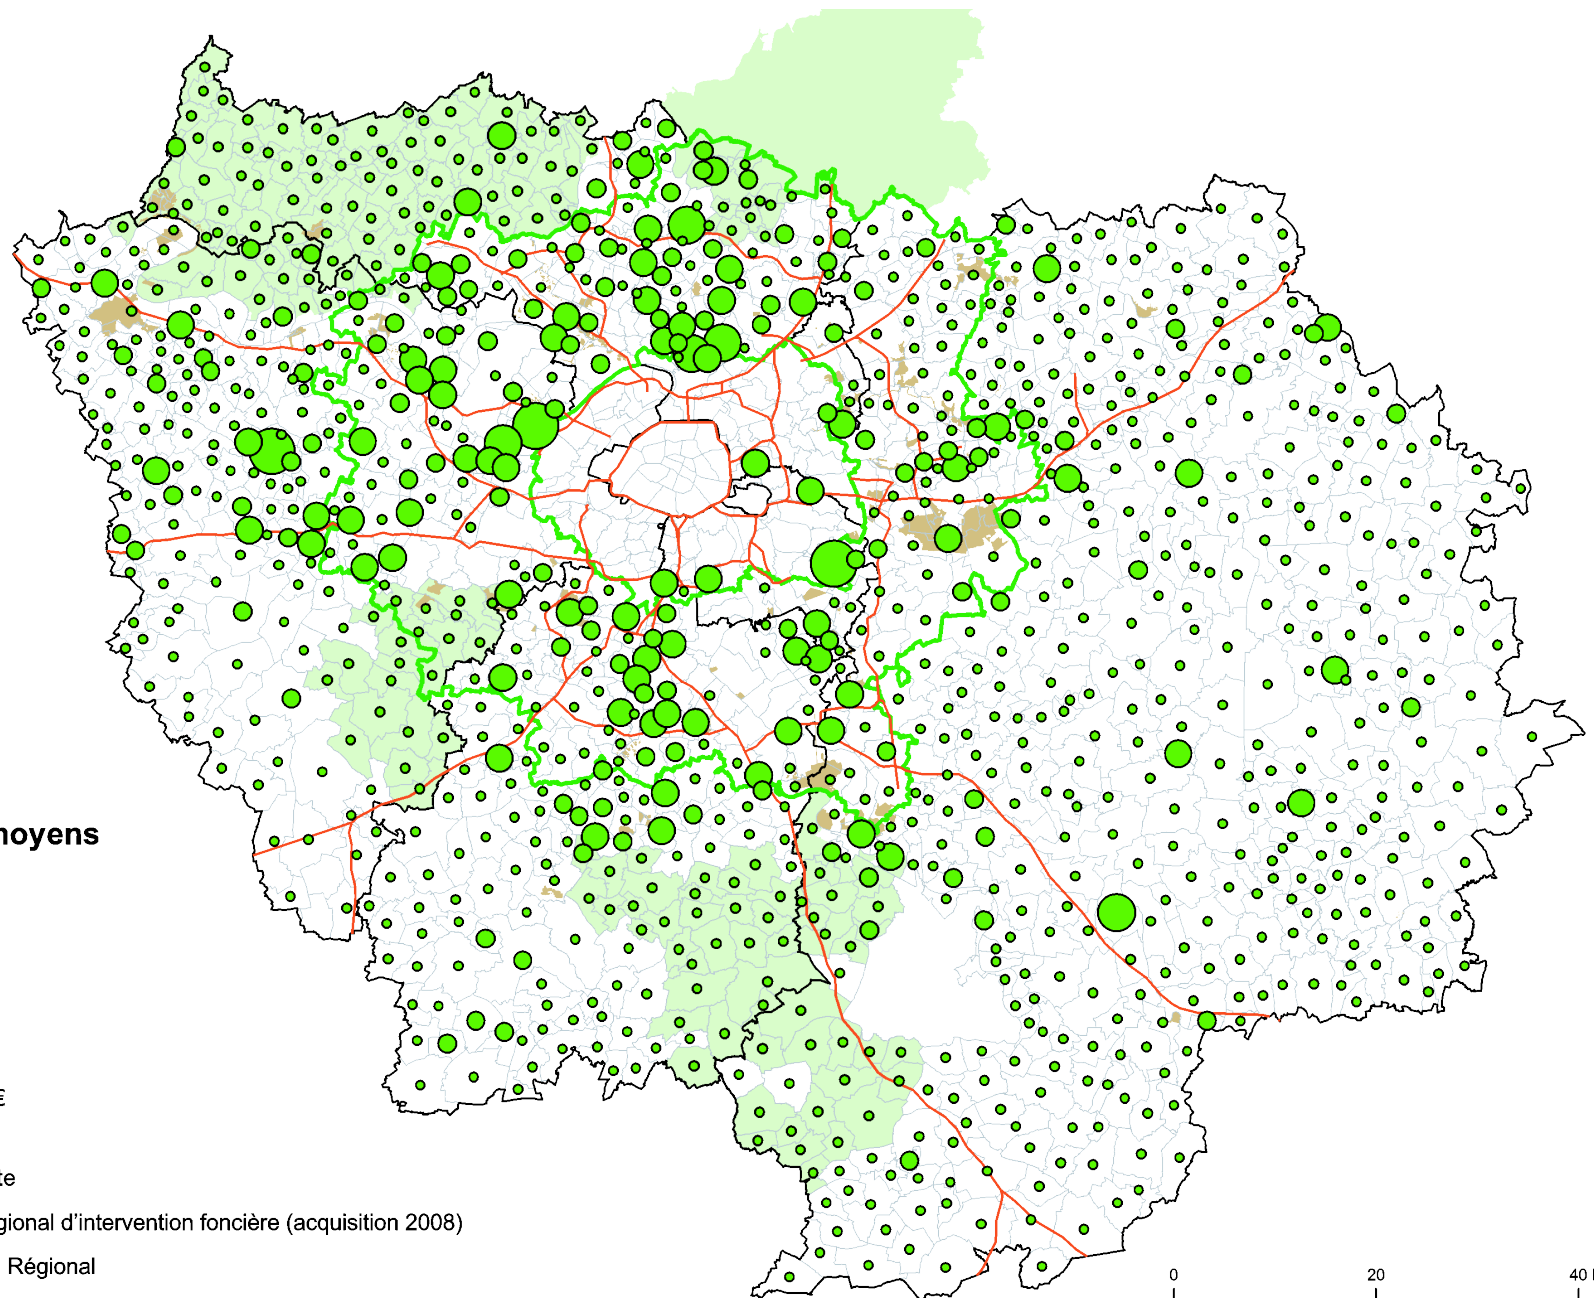 noyens
€
te
gional d'intervention foncière (acquisition 2008)
Régional
0 20 40